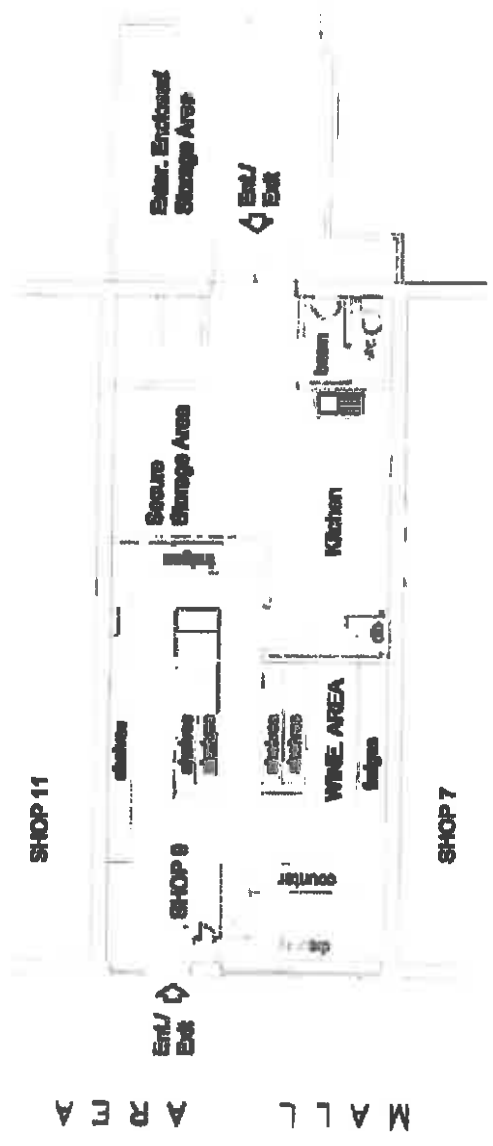 Exter. Enclosed
Storage Area
Ent./
Exit
Secure
Storage Area
Kitchen
SHOP 11
shelves
shelves
shelves
WINE AREA
fridges
SHOP 9
counter
SHOP 7
Ent./
Exit
MALL AREA